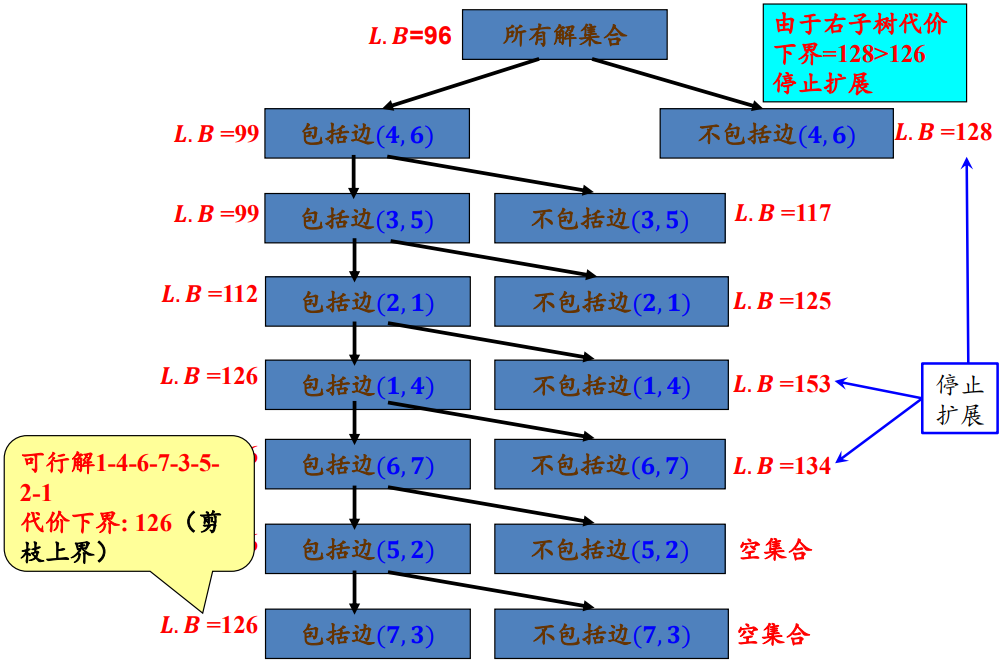 L.B=96
所有解集合
由于右子树代价
下界=128>126
停止扩展
L.B =99
包括边(4,6)
不包括边(4,6)
L.B =128
L.B =99
包括边(3,5)
不包括边(3,5)
L.B =117
L.B =112
包括边(2,1)
不包括边(2,1)
L.B =125
L.B =126
包括边(1,4)
不包括边(1,4)
L.B =153
停止
扩展
可行解1-4-6-7-3-5-
2-1
代价下界: 126（剪
枝上界）
包括边(6,7)
不包括边(6,7)
L.B =134
包括边(5,2)
不包括边(5,2)
空集合
L.B =126
包括边(7,3)
不包括边(7,3)
空集合